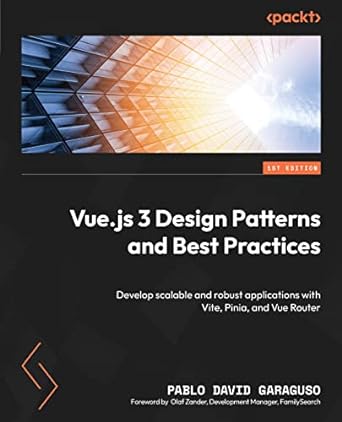 <packt>
1ST EDITION
Vue.js 3 Design Patterns
and Best Practices
Develop scalable and robust applications with
Vite, Pinia, and Vue Router
PABLO DAVID GARAGUSO
Foreword by Olaf Zander, Development Manager, FamilySearch